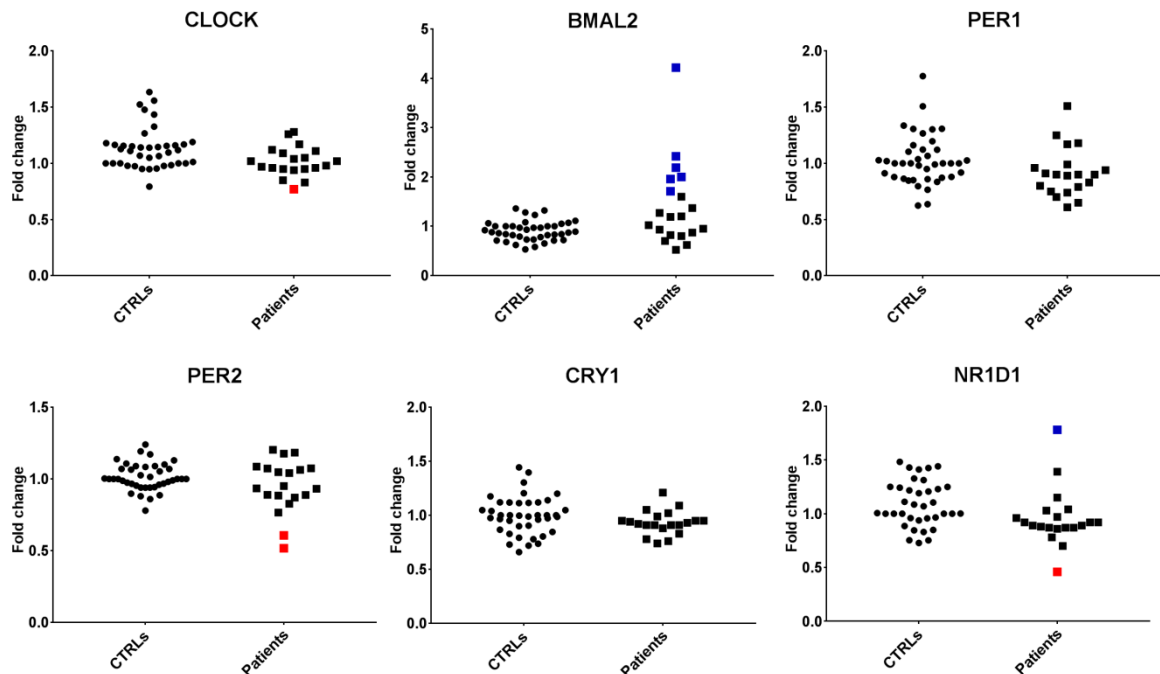 CLOCK
Fold change
2.0
1.5
1.0
0.5
0.0
CTRLs
Patients
BMAL2
Fold change
5
4
3
2
1
0
CTRLs
Patients
PER1
Fold change
2.0
1.5
1.0
0.5
0.0
CTRLs
Patients
PER2
Fold change
1.5
1.0
0.5
0.0
CTRLs
Patients
CRY1
Fold change
2.0
1.5
1.0
0.5
0.0
CTRLs
Patients
NR1D1
Fold change
2.0
1.5
1.0
0.5
0.0
CTRLs
Patients